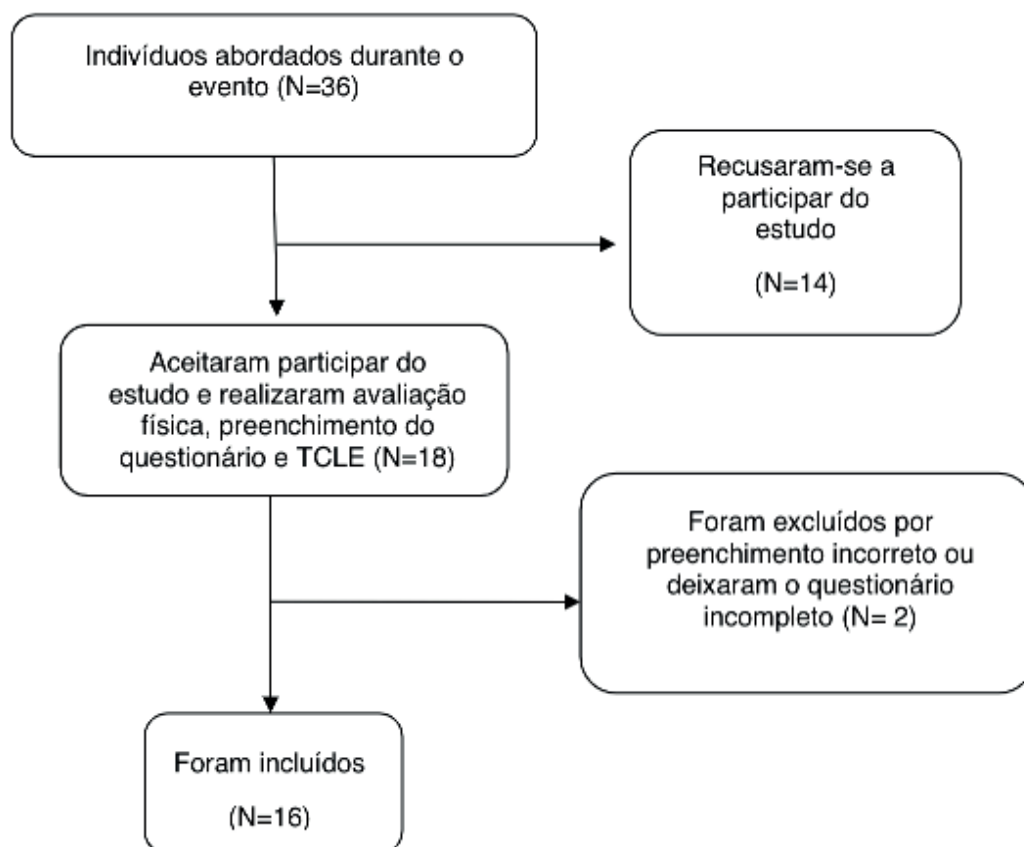 Indivíduos abordados durante o
evento (N=36)
Recusaram-se a
participar do
estudo
(N=14)
Aceitaram participar do
estudo e realizaram avaliação
física, preenchimento do
questionário e TCLE (N=18)
Foram excluídos por
preenchimento incorreto ou
deixaram o questionário
incompleto (N= 2)
Foram incluídos
(N=16)